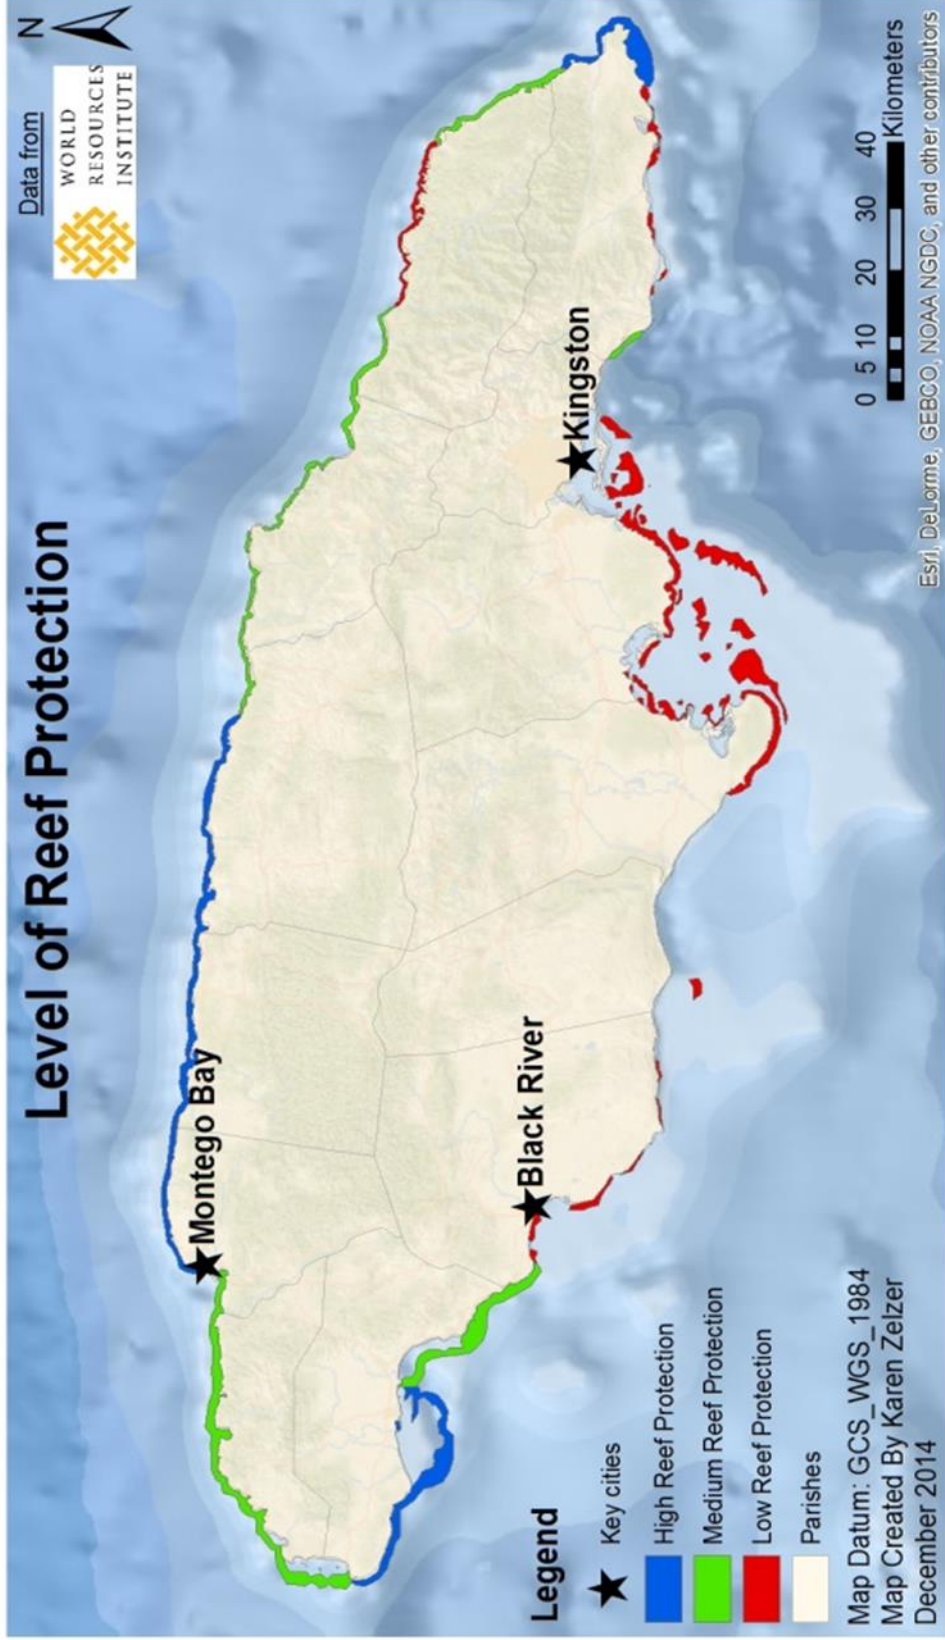 Level of Reef Protection
Data from
WORLD
RESOURCES
INSTITUTE
N
Montego Bay
Black River
Kingston
Legend
Key cities
High Reef Protection
Medium Reef Protection
Low Reef Protection
Parishes
Map Datum: GCS_WGS_1984
Map Created By Karen Zelzer
December 2014
0 5 10 20 30 40
Kilometers
Esri, DeLorme, GEBCO, NOAA NGDC, and other contributors